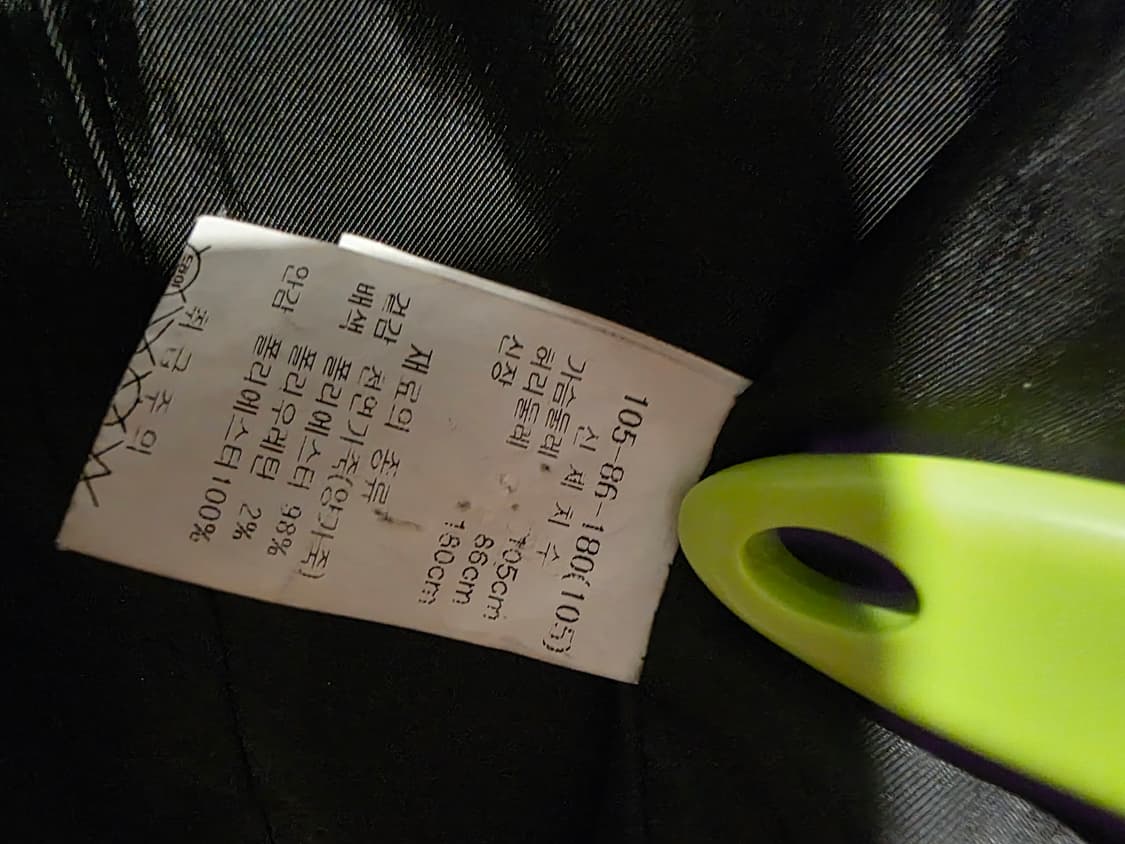 105-86-180(105)
신 체 치 수
가슴둘레 105cm
허리둘레 86cm
신장 180cm
재료의 종류
겉감 천연가죽(양가죽)
배색 폴리에스터 98%
폴리우레탄 2%
안감 폴리에스터100%
취 급 주 의